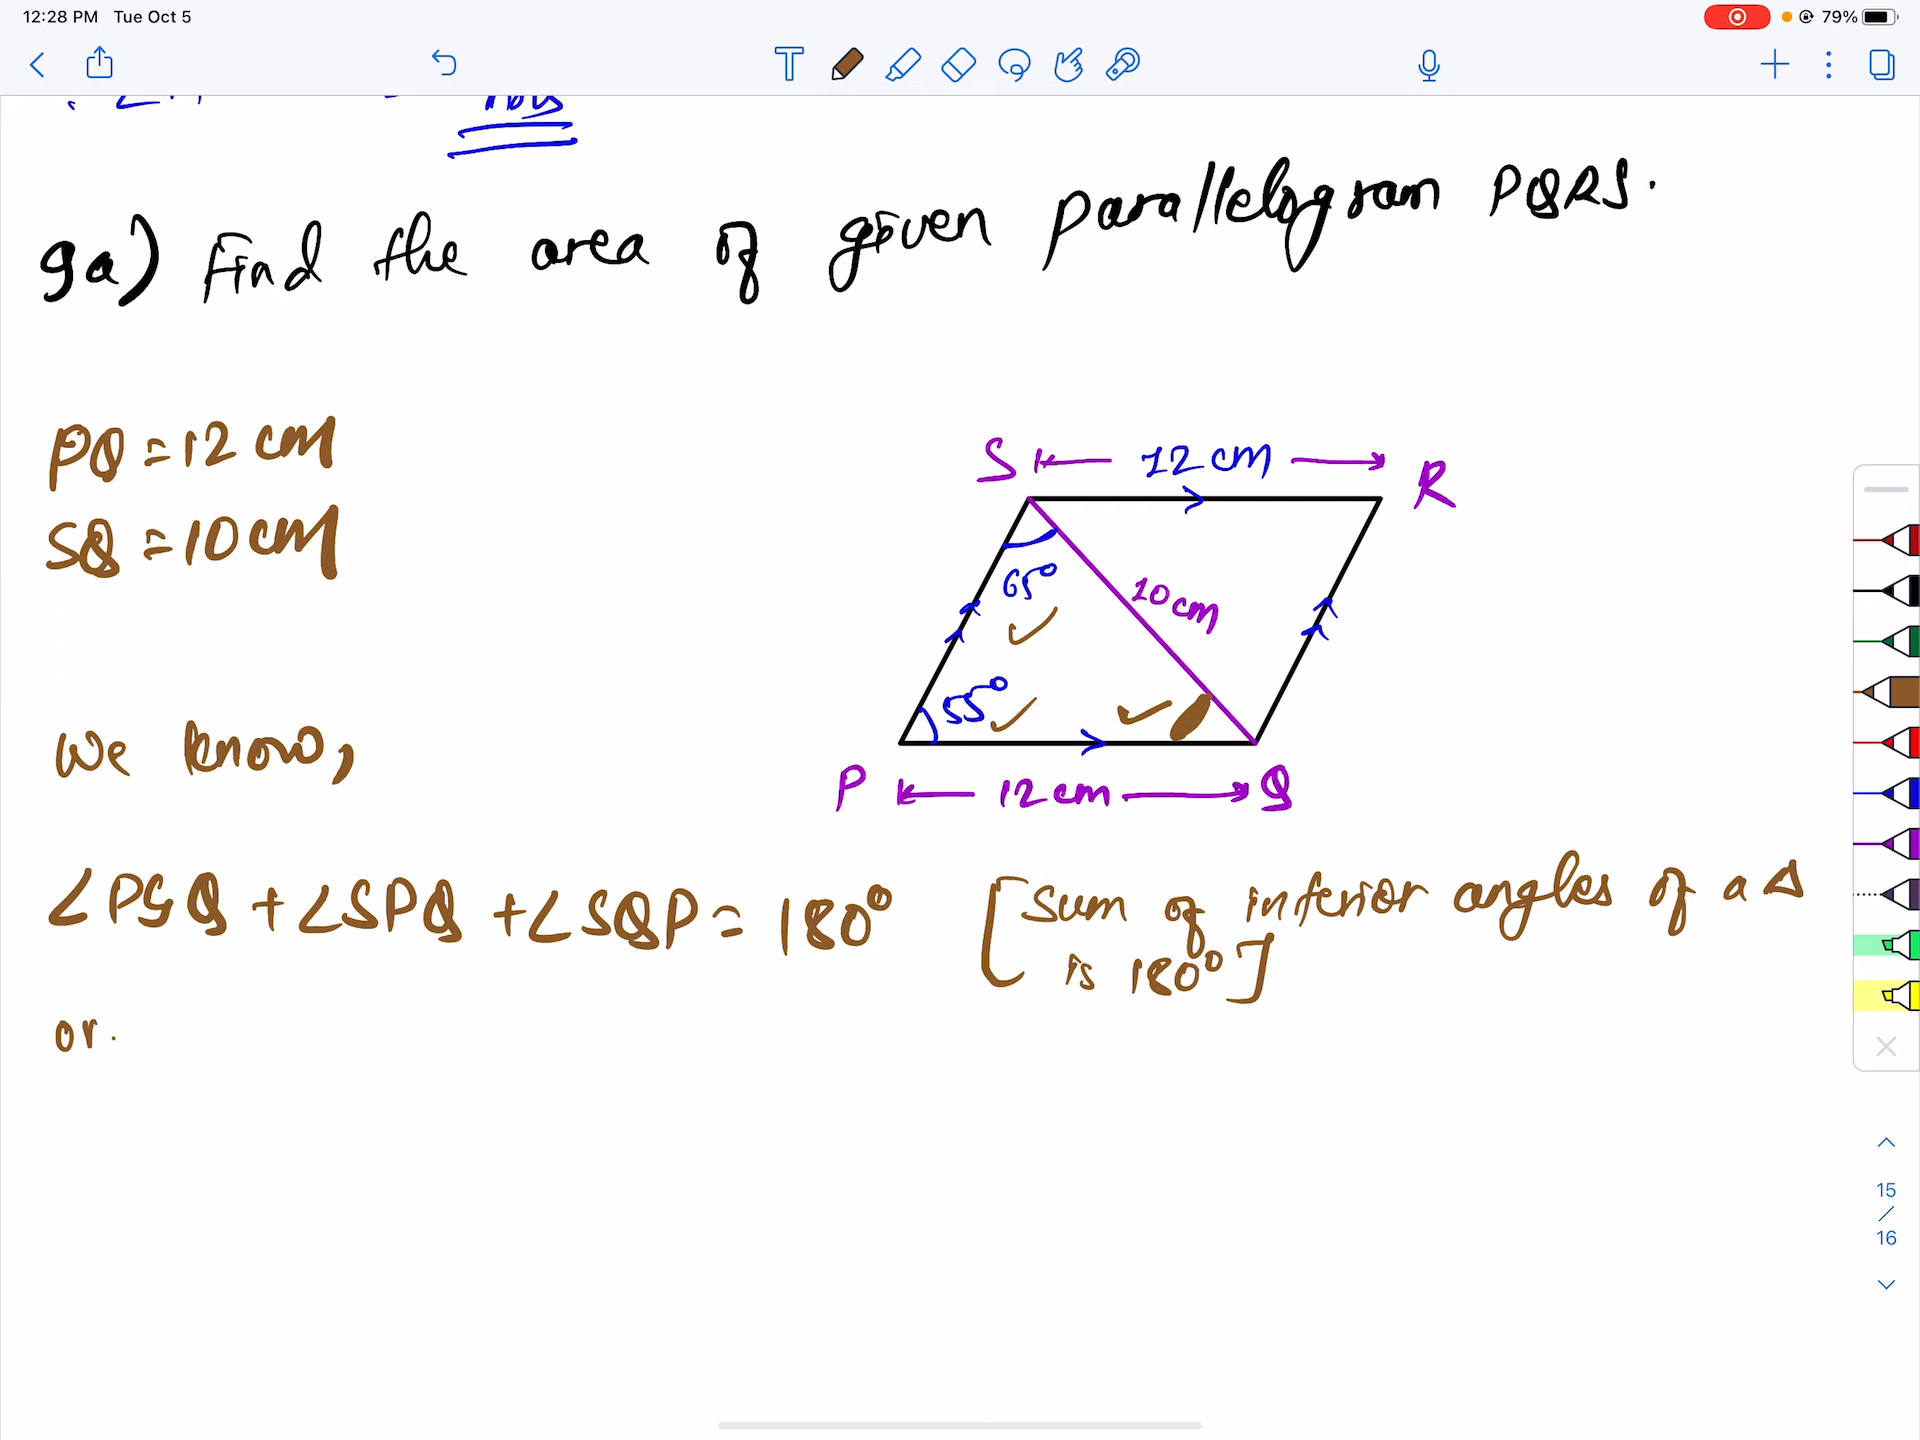 12:28 PM Tue Oct 5
79%
9a) Find the area of given parallelogram PQRS.
PQ = 12 cm
SQ = 10 cm
S 12 cm R
65°
10 cm
55°
P 12 cm Q
We know,
∠PSQ + ∠SPQ + ∠SQP = 180° [Sum of interior angles of a Δ
is 180°]
or.
15
/
16